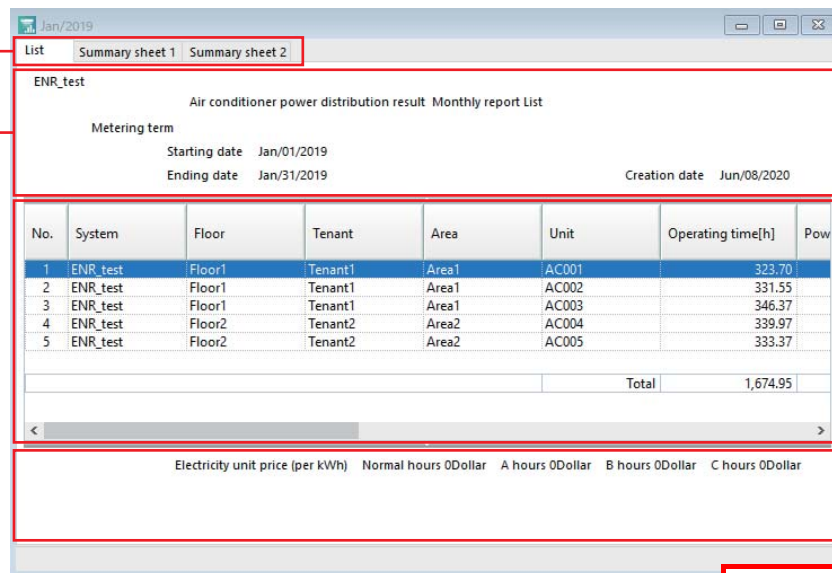 Jan/2019
List Summary sheet 1 Summary sheet 2
ENR_test
Air conditioner power distribution result Monthly report List
Metering term
Starting date Jan/01/2019
Ending date Jan/31/2019 Creation date Jun/08/2020
No. System Floor Tenant Area Unit Operating time[h] Pow
1 ENR_test Floor1 Tenant1 Area1 AC001 323.70
2 ENR_test Floor1 Tenant1 Area1 AC002 331.55
3 ENR_test Floor1 Tenant1 Area1 AC003 346.37
4 ENR_test Floor2 Tenant2 Area2 AC004 339.97
5 ENR_test Floor2 Tenant2 Area2 AC005 333.37
Total 1,674.95
Electricity unit price (per kWh) Normal hours 0Dollar A hours 0Dollar B hours 0Dollar C hours 0Dollar